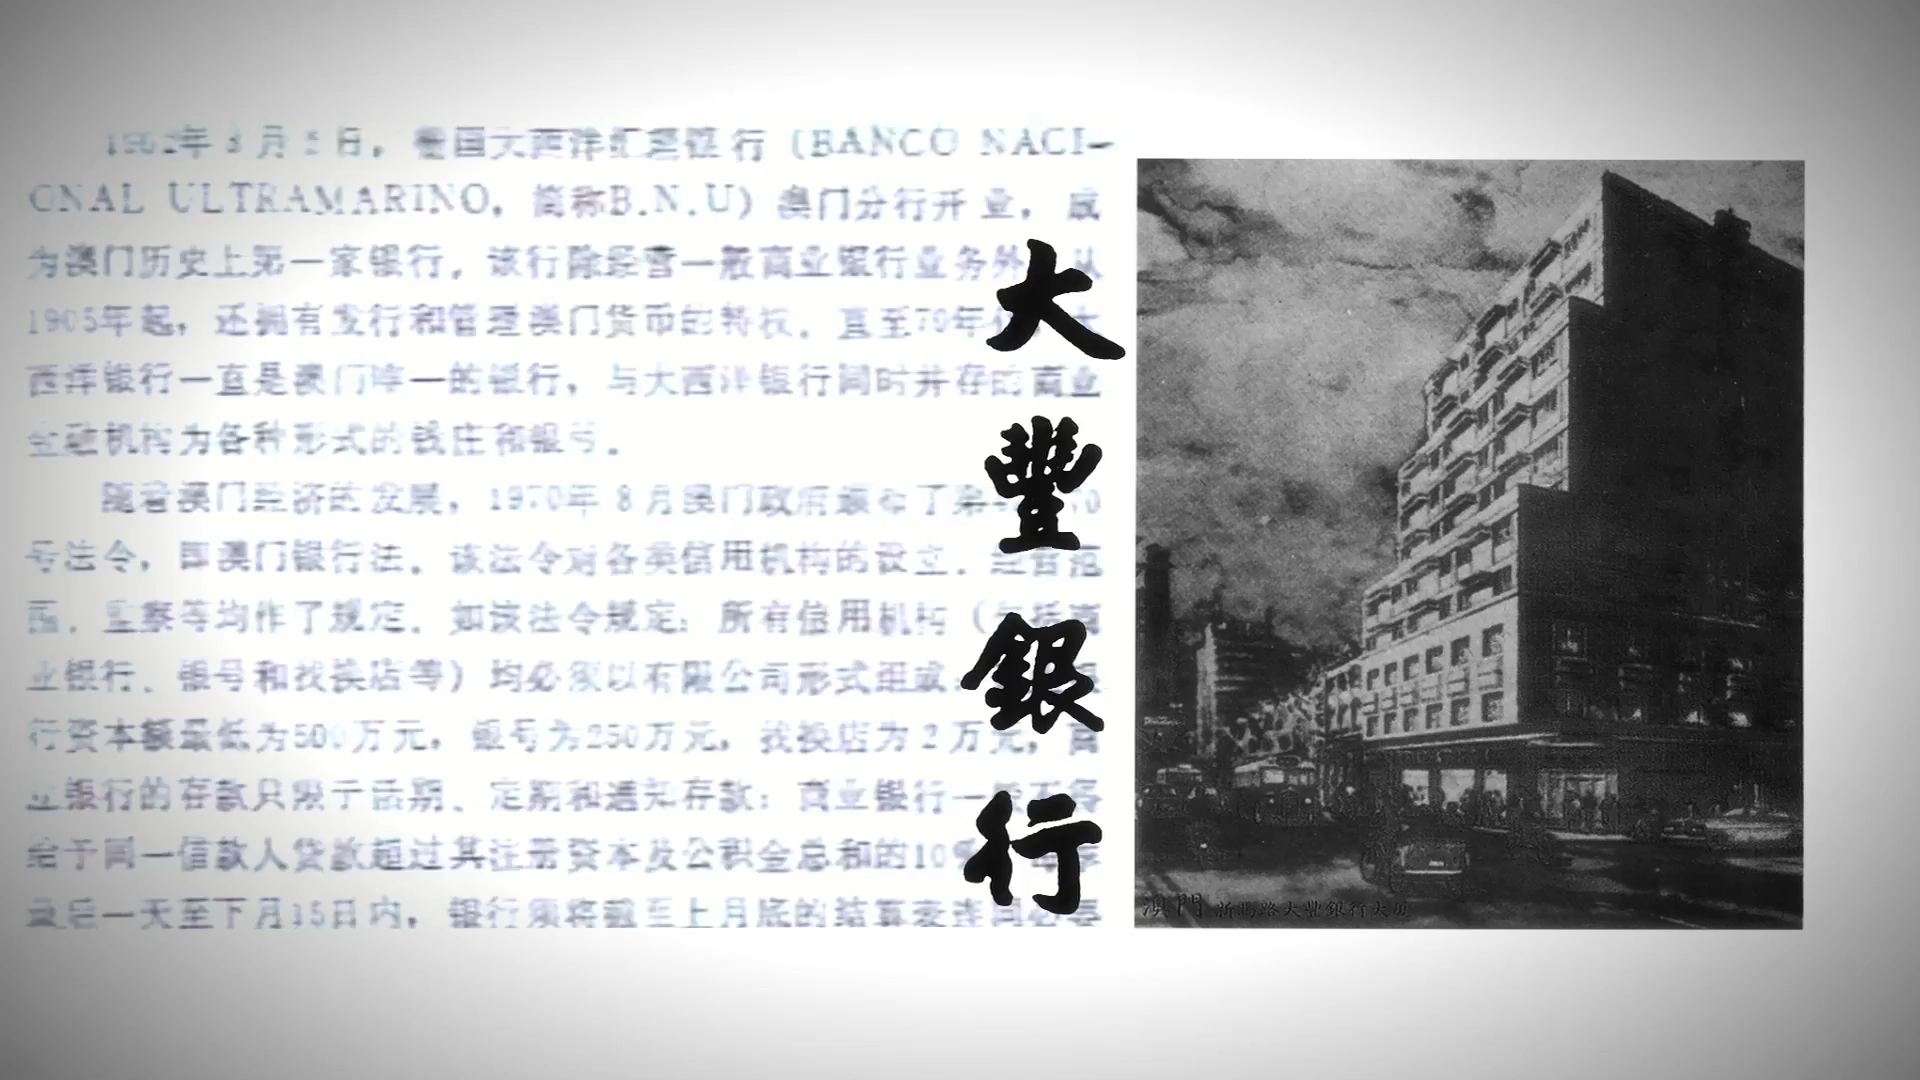 年 月 日，葡国大西洋汇理银行（BANCO NACI-
ONAL ULTRAMARINO，简称B.N.U）澳门分行开业，成
为澳门历史上第一家银行。该行除经营一般商业银行业务外 从
1905年起，还拥有发行和管理澳门货币的特权。直至70年
西洋银行一直是澳门唯一的银行，与大西洋银行同时并存的商业
金融机构为各种形式的钱庄和银号。
随着澳门经济的发展，1970年8月澳门政府颁布了第
号法令，即澳门银行法。该法令对各类信用机构的设立、经营范
围、监察等均作了规定。如该法令规定：所有信用机构（包括商
业银行、银号和找换店等）均必须以有限公司形式组成
行资本额最低为500万元，银号为250万元，找换店为2万元，商
业银行的存款只限于活期、定期和通知存款；商业银行一 不得
给予同一借款人贷款超过其注册资本及公积金总和的10%
最后一天至下月15日内，银行须将截至上月底的结算表连同必要
大豐銀行
澳門 新馬路大豐銀行大廈